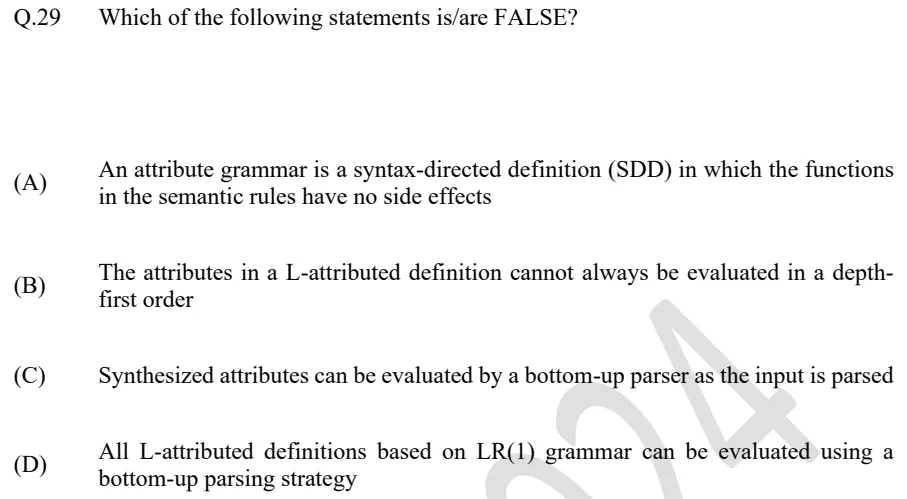 Q.29 Which of the following statements is/are FALSE?
(A) An attribute grammar is a syntax-directed definition (SDD) in which the functions
in the semantic rules have no side effects
(B) The attributes in a L-attributed definition cannot always be evaluated in a depth-
first order
(C) Synthesized attributes can be evaluated by a bottom-up parser as the input is parsed
(D) All L-attributed definitions based on LR(1) grammar can be evaluated using a
bottom-up parsing strategy